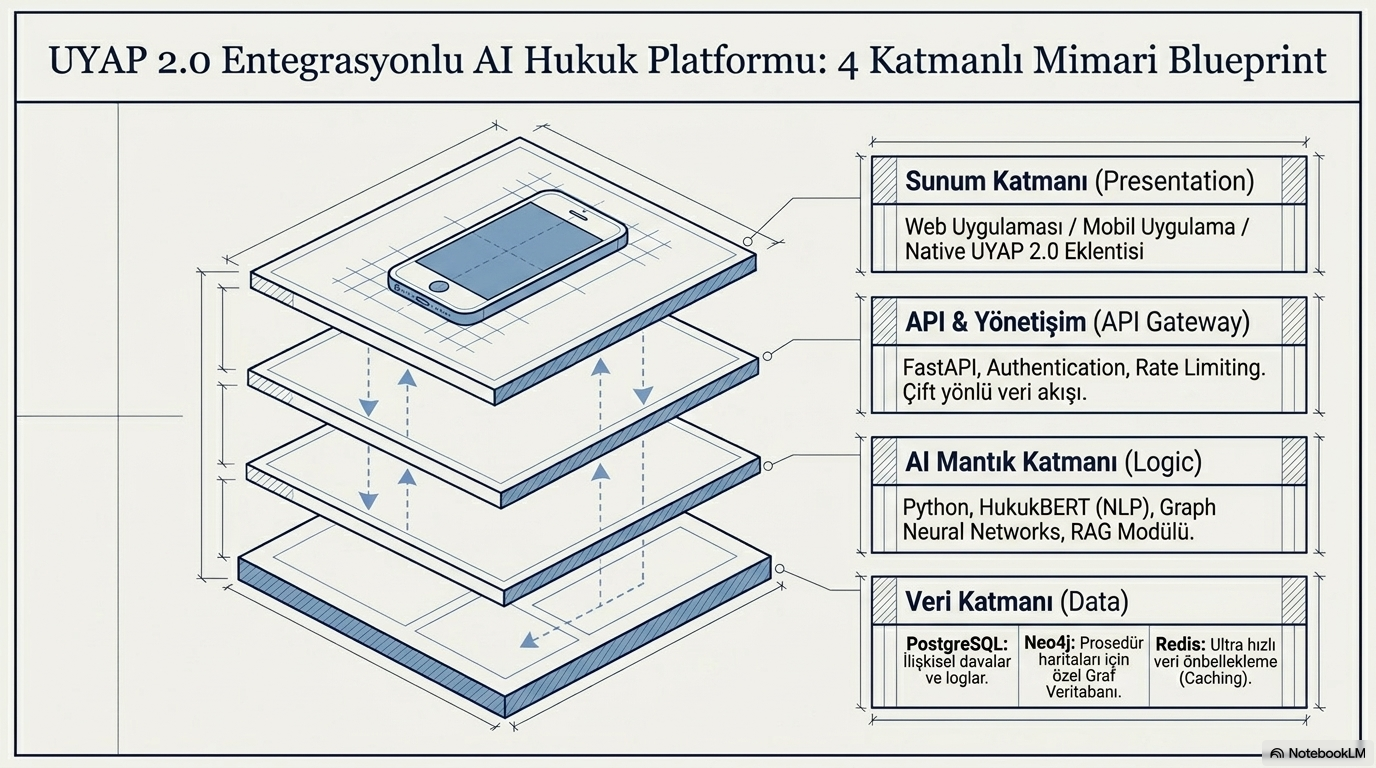 UYAP 2.0 Entegrasyonlu AI Hukuk Platformu: 4 Katmanlı Mimari Blueprint
Sunum Katmanı (Presentation)
Web Uygulaması / Mobil Uygulama /
Native UYAP 2.0 Eklentisi
API & Yönetişim (API Gateway)
FastAPI, Authentication, Rate Limiting.
Çift yönlü veri akışı.
AI Mantık Katmanı (Logic)
Python, HukukBERT (NLP), Graph
Neural Networks, RAG Modülü.
Veri Katmanı (Data)
PostgreSQL:
İlişkisel davalar
ve loglar.
Neo4j: Prosedür
haritaları için
özel Graf
Veritabanı.
Redis: Ultra hızlı
veri önbellekleme
(Caching).
NotebookLM